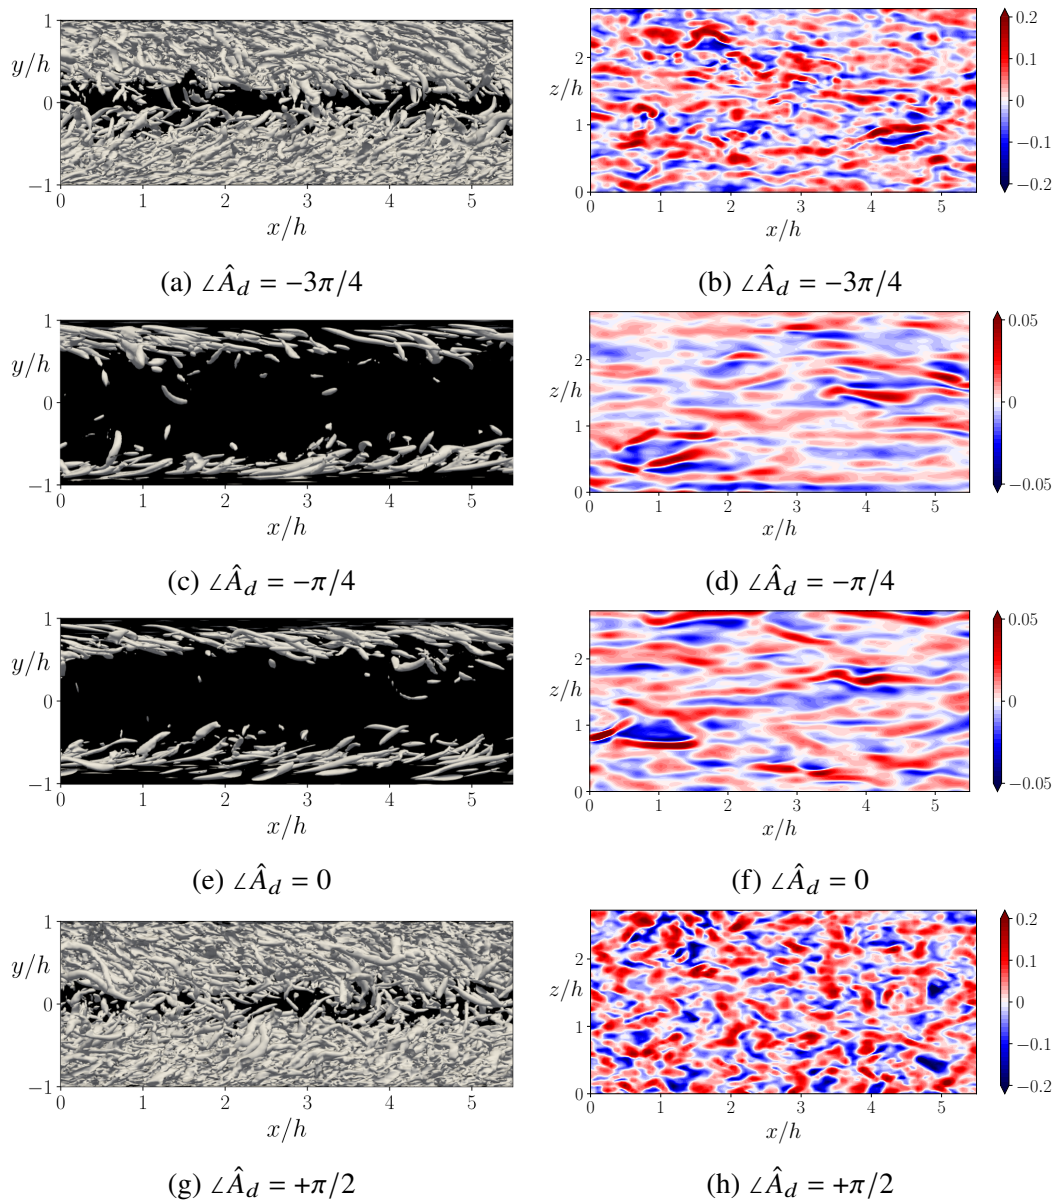 1
y/h
0
−1
0 1 2 3 4 5
x/h
(a) ∠Â_d = −3π/4
2
z/h
1
0
0 1 2 3 4 5
x/h
0.2
0.1
0
−0.1
−0.2
(b) ∠Â_d = −3π/4
1
y/h
0
−1
0 1 2 3 4 5
x/h
(c) ∠Â_d = −π/4
2
z/h
1
0
0 1 2 3 4 5
x/h
0.05
0
−0.05
(d) ∠Â_d = −π/4
1
y/h
0
−1
0 1 2 3 4 5
x/h
(e) ∠Â_d = 0
2
z/h
1
0
0 1 2 3 4 5
x/h
0.05
0
−0.05
(f) ∠Â_d = 0
1
y/h
0
−1
0 1 2 3 4 5
x/h
(g) ∠Â_d = +π/2
2
z/h
1
0
0 1 2 3 4 5
x/h
0.2
0.1
0
−0.1
−0.2
(h) ∠Â_d = +π/2